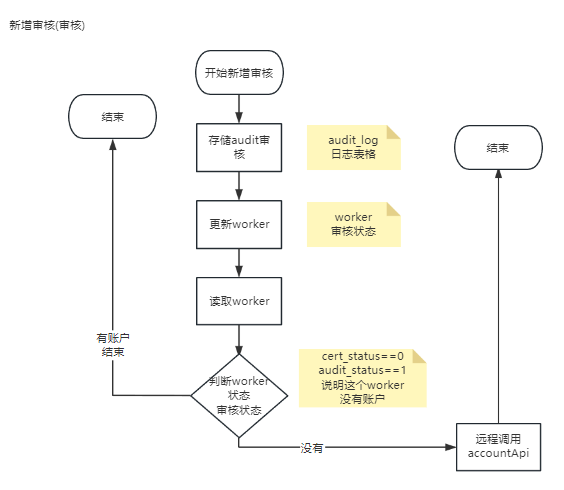 新增审核(审核)
开始新增审核
结束
存储audit审
核
audit_log
日志表格
结束
更新worker
worker
审核状态
读取worker
有账户
结束
cert_status==0
audit_status==1
说明这个worker
没有账户
判断worker
状态
审核状态
没有
远程调用
accountApi